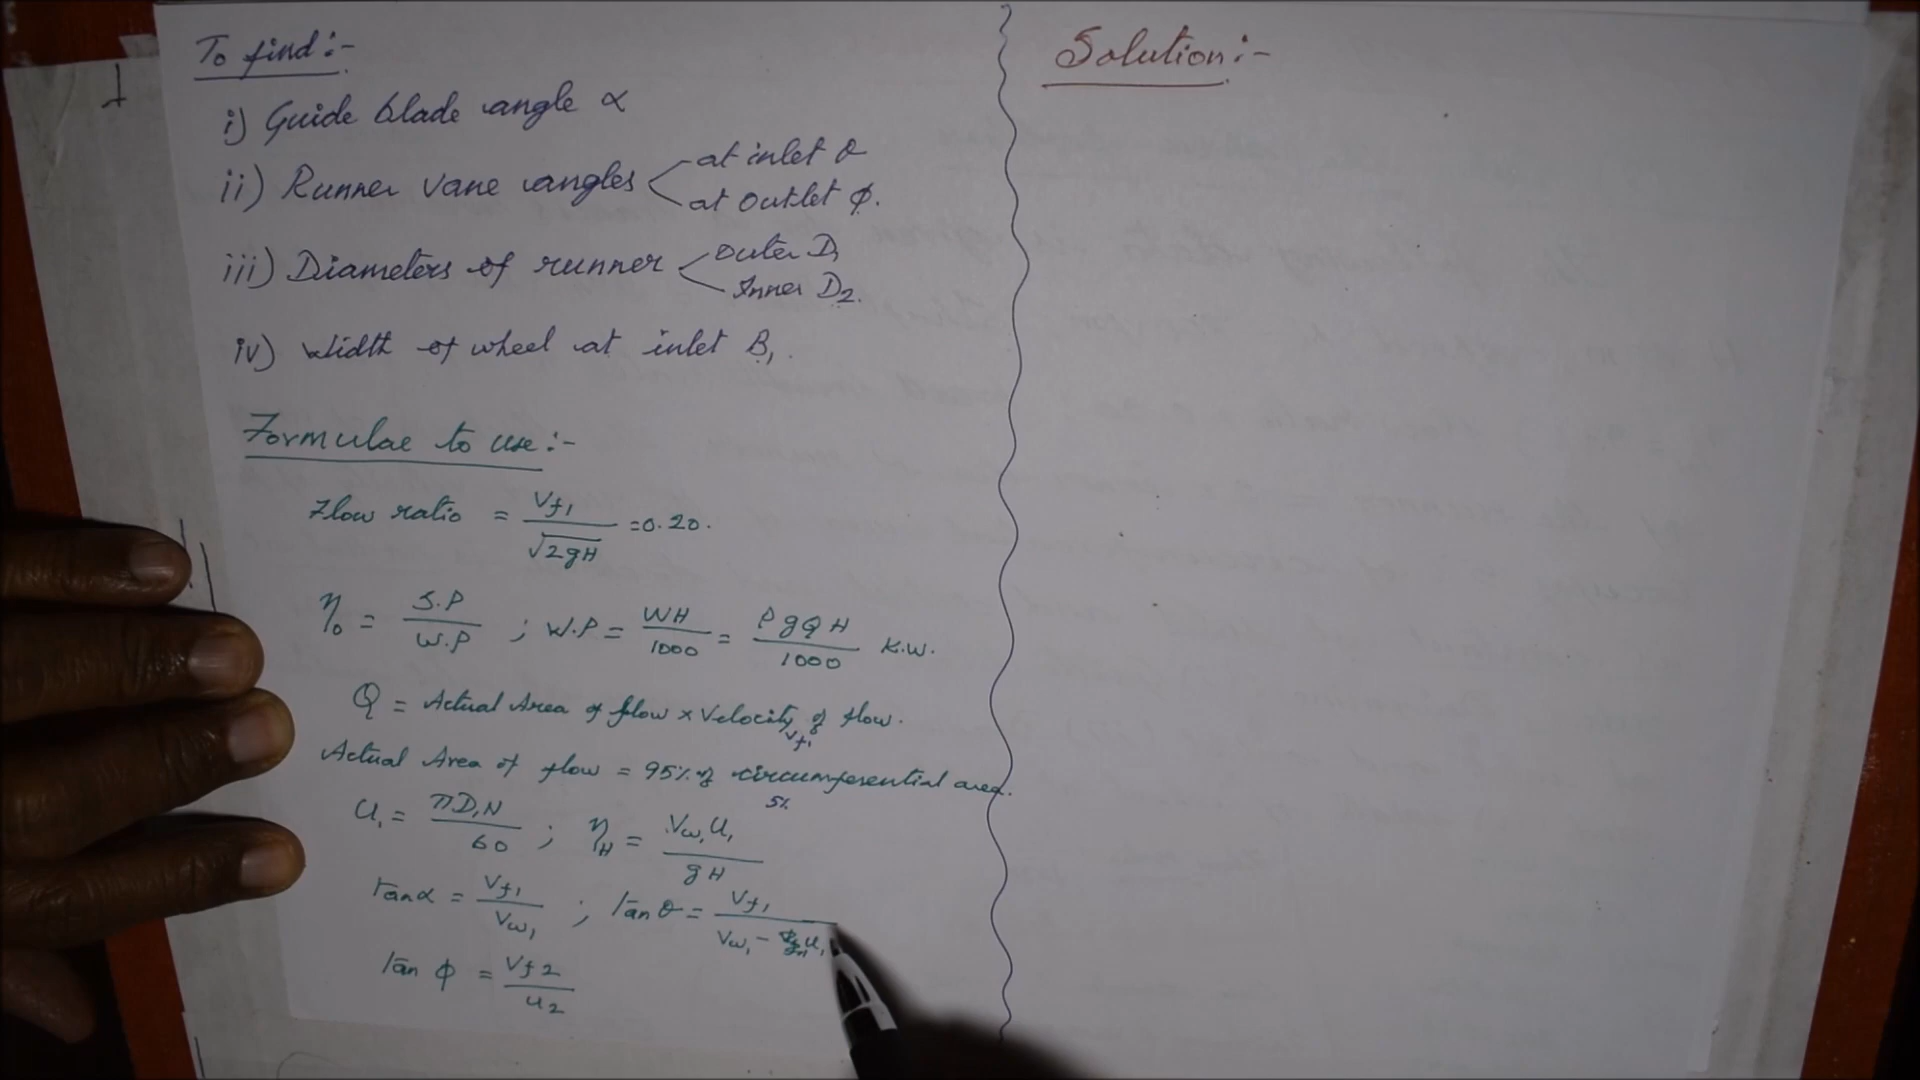 To find :-
i) Guide blade angle α
ii) Runner vane angles
at inlet θ
at outlet φ.
iii) Diameters of runner
outer D1
Inner D2.
iv) Width of wheel at inlet B1.
Formulae to use :-
Flow ratio = Vf1 / √2gH = 0.20.
η0 = S.P / W.P ; W.P = WH / 1000 = ρgQH / 1000 K.W.
Q = Actual Area of flow x Velocity of flow.
Vf1
Actual Area of flow = 95% of circumferential area.
5%
U1 = πD1N / 60 ; ηH = Vw1 U1 / gH
tanα = Vf1 / Vw1 ; tan θ = Vf1 / Vw1 - U1
tan φ = Vf2 / U2
Solution :-